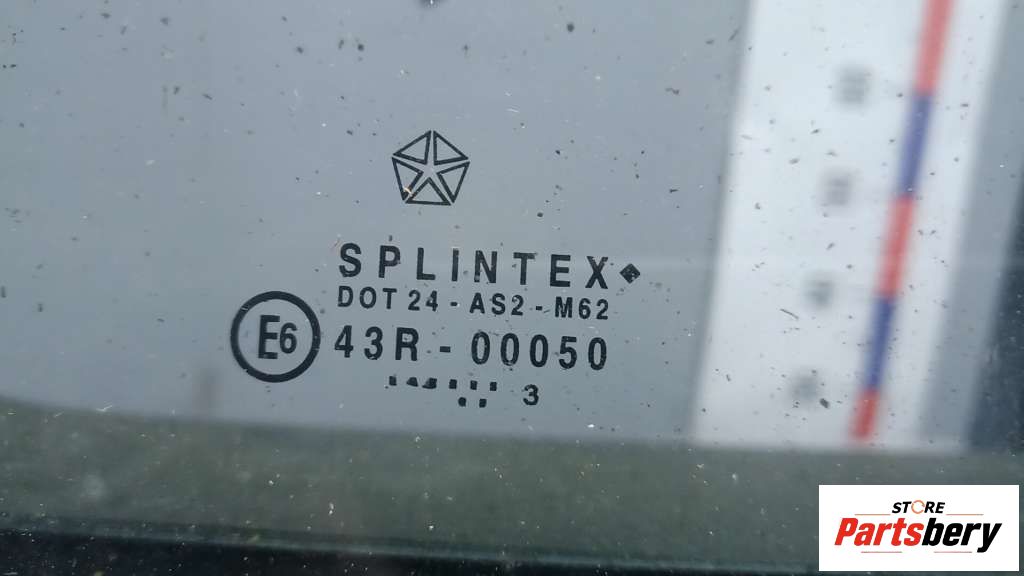 SPLINTEX
DOT 24 - AS2 - M62
E6
43R - 00050
3
STORE
Partsbery